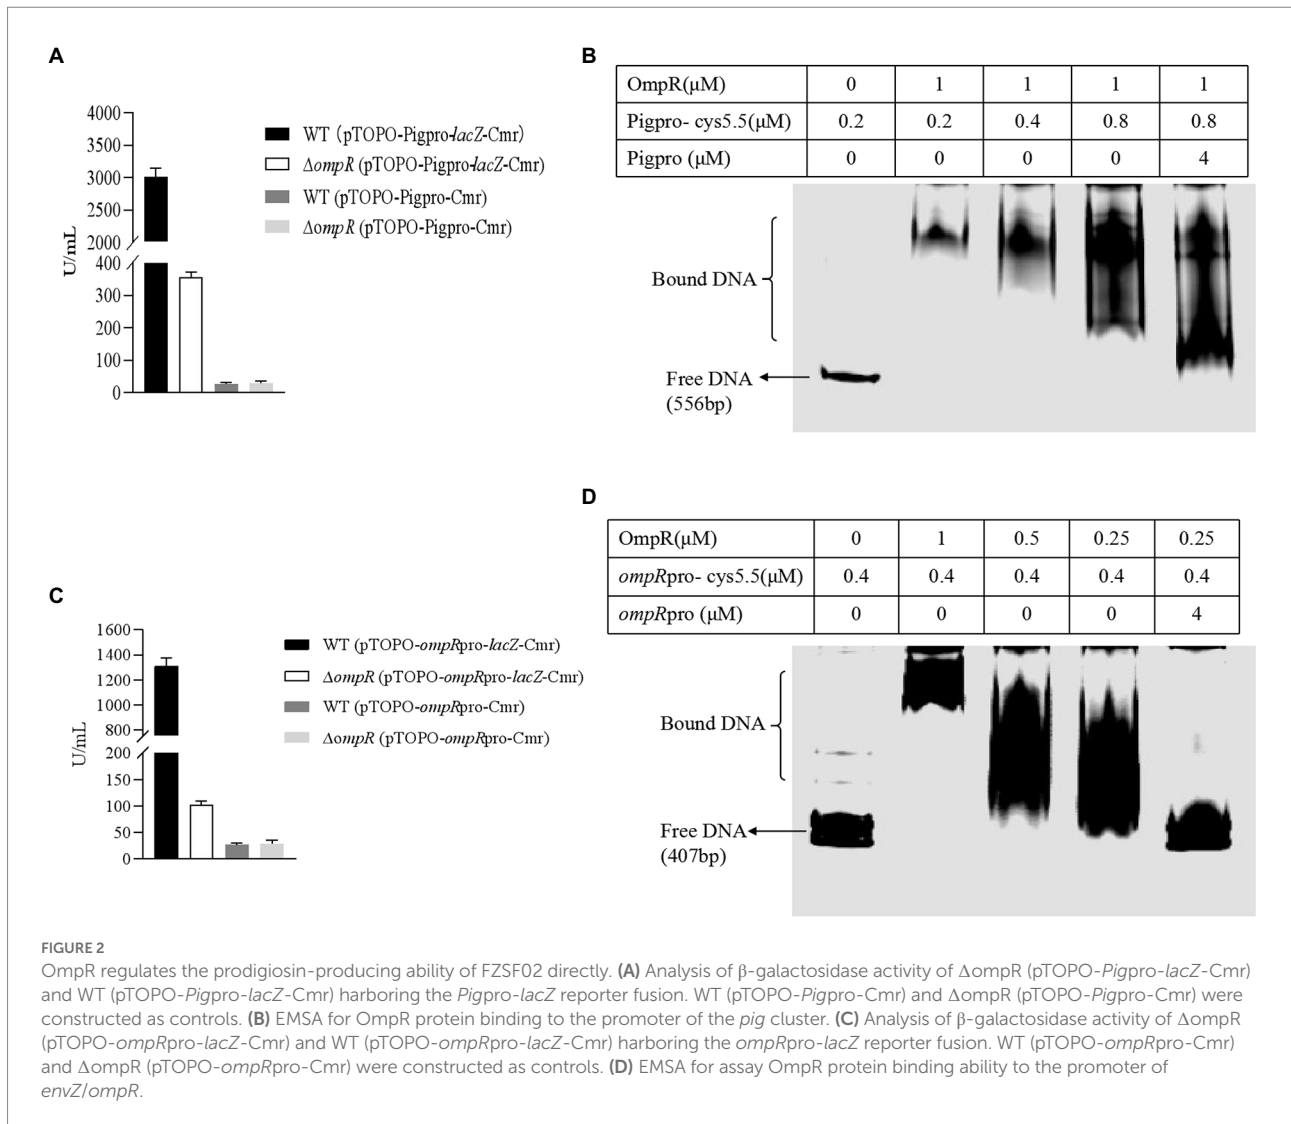 A
4000
3500
3000
2500
2000
400
300
200
100
0
U/mL
WT (pTOPO-Pigpro-lacZ-Cmr)
ΔompR (pTOPO-Pigpro-lacZ-Cmr)
WT (pTOPO-Pigpro-Cmr)
ΔompR (pTOPO-Pigpro-Cmr)
B
OmpR(μM) 0 1 1 1 1
Pigpro- cys5.5(μM) 0.2 0.2 0.4 0.8 0.8
Pigpro (μM) 0 0 0 0 4
Bound DNA
Free DNA
(556bp)
C
1600
1400
1200
1000
800
200
150
100
50
0
U/mL
WT (pTOPO-ompRpro-lacZ-Cmr)
ΔompR (pTOPO-ompRpro-lacZ-Cmr)
WT (pTOPO-ompRpro-Cmr)
ΔompR (pTOPO-ompRpro-Cmr)
D
OmpR(μM) 0 1 0.5 0.25 0.25
ompRpro- cys5.5(μM) 0.4 0.4 0.4 0.4 0.4
ompRpro (μM) 0 0 0 0 4
Bound DNA
Free DNA
(407bp)
FIGURE 2
OmpR regulates the prodigiosin-producing ability of FZSF02 directly. (A) Analysis of β-galactosidase activity of ΔompR (pTOPO-Pigpro-lacZ-Cmr)
and WT (pTOPO-Pigpro-lacZ-Cmr) harboring the Pigpro-lacZ reporter fusion. WT (pTOPO-Pigpro-Cmr) and ΔompR (pTOPO-Pigpro-Cmr) were
constructed as controls. (B) EMSA for OmpR protein binding to the promoter of the pig cluster. (C) Analysis of β-galactosidase activity of ΔompR
(pTOPO-ompRpro-lacZ-Cmr) and WT (pTOPO-ompRpro-lacZ-Cmr) harboring the ompRpro-lacZ reporter fusion. WT (pTOPO-ompRpro-Cmr)
and ΔompR (pTOPO-ompRpro-Cmr) were constructed as controls. (D) EMSA for assay OmpR protein binding ability to the promoter of
envZ/ompR.